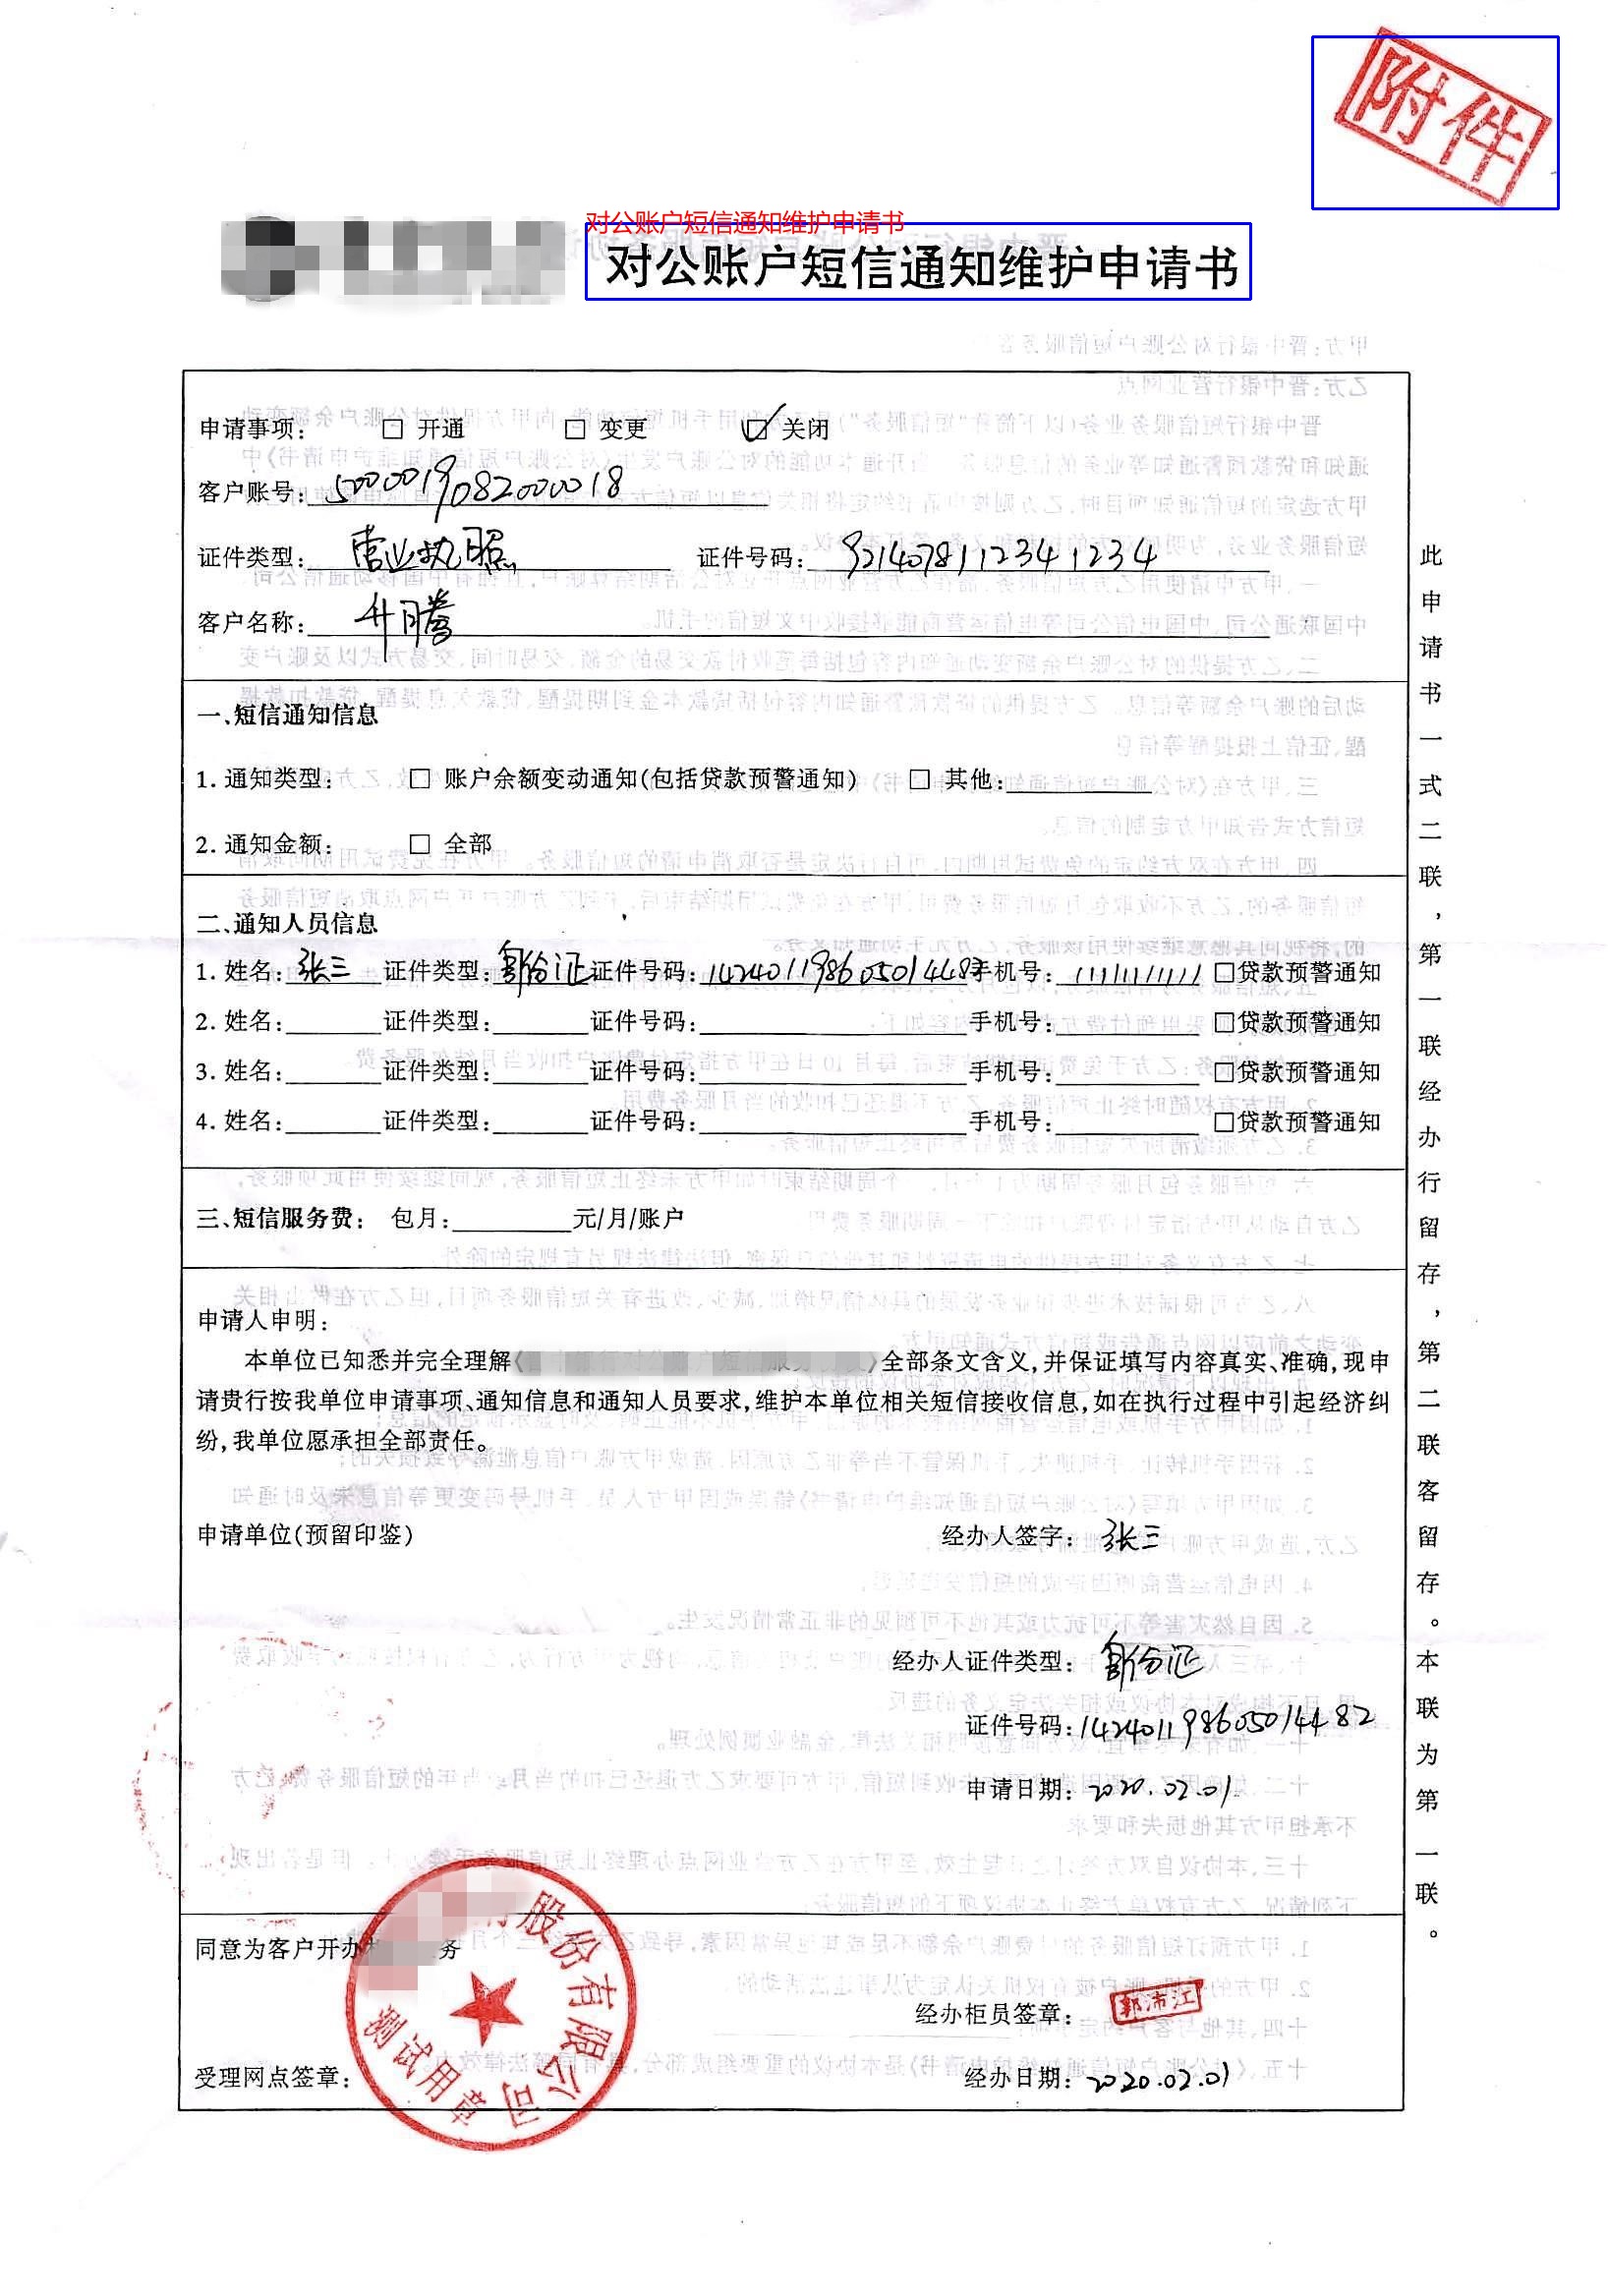 附件
对公账户短信通知维护申请书
对公账户短信通知维护申请书
申请事项: □ 开通 □ 变更 ☑ 关闭
客户账号: 500001908200018
证件类型: 营业执照 证件号码: 921407811234 1234
客户名称: 升腾
一、短信通知信息
1. 通知类型: □ 账户余额变动通知(包括贷款预警通知) □ 其他:
2. 通知金额: □ 全部
二、通知人员信息
1. 姓名: 张三 证件类型: 身份证 证件号码: 142401198605014482 手机号: 11111111111 □贷款预警通知
2. 姓名: 证件类型: 证件号码: 手机号: □贷款预警通知
3. 姓名: 证件类型: 证件号码: 手机号: □贷款预警通知
4. 姓名: 证件类型: 证件号码: 手机号: □贷款预警通知
三、短信服务费: 包月: 元/月/账户
申请人申明:
本单位已知悉并完全理解《 》全部条文含义,并保证填写内容真实、准确,现申
请贵行按我单位申请事项、通知信息和通知人员要求,维护本单位相关短信接收信息,如在执行过程中引起经济纠
纷,我单位愿承担全部责任。
申请单位(预留印鉴) 经办人签字: 张三
经办人证件类型: 身份证
证件号码: 142401198605014482
申请日期: 2020.02.01
同意为客户开办 务
股份有限公司
测试用章
经办柜员签章: 郭沛江
受理网点签章: 经办日期: 2020.02.01
此申请书一式二联,第一联经办行留存,第二联客留存。本联为第一联。